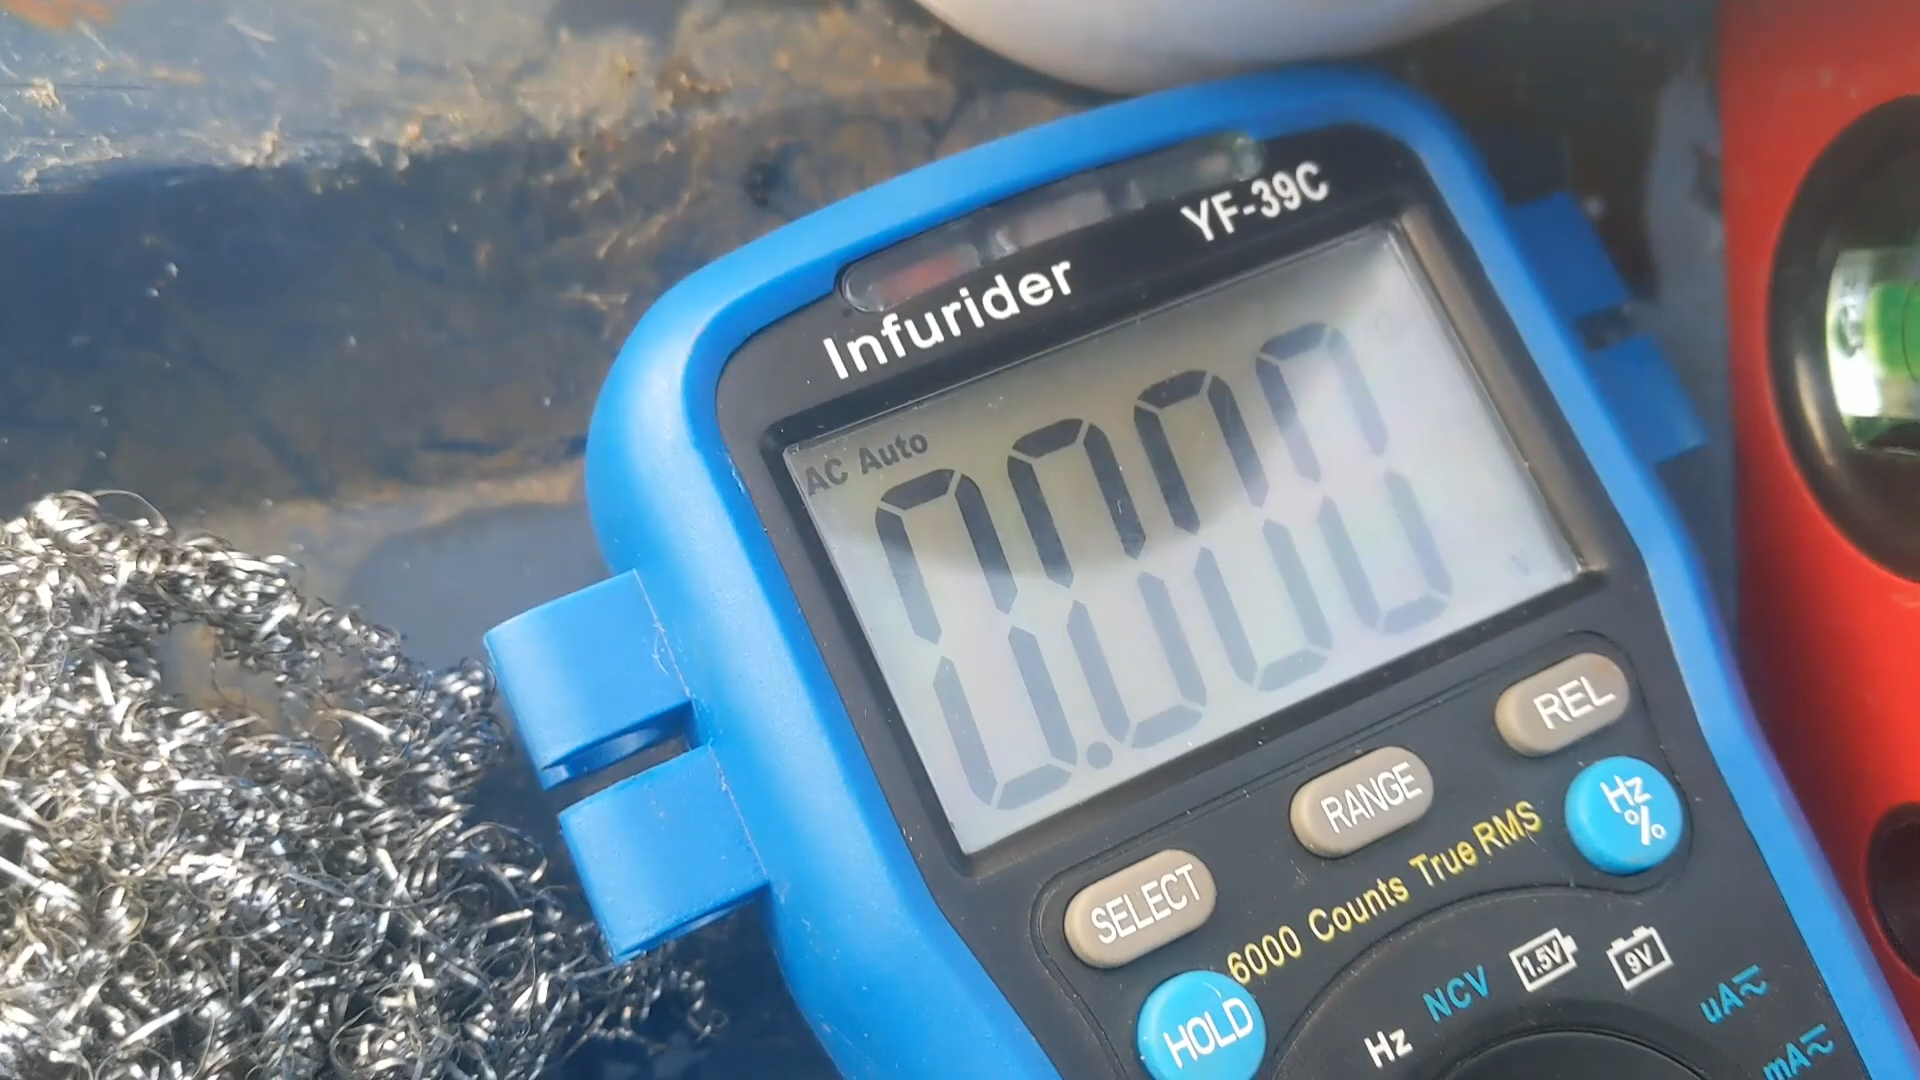 YF-39C
Infurider
AC Auto
0.000
V
REL
RANGE
Hz
%
SELECT
6000 Counts True RMS
HOLD
Hz
NCV
1.5V
9V
uA
mA